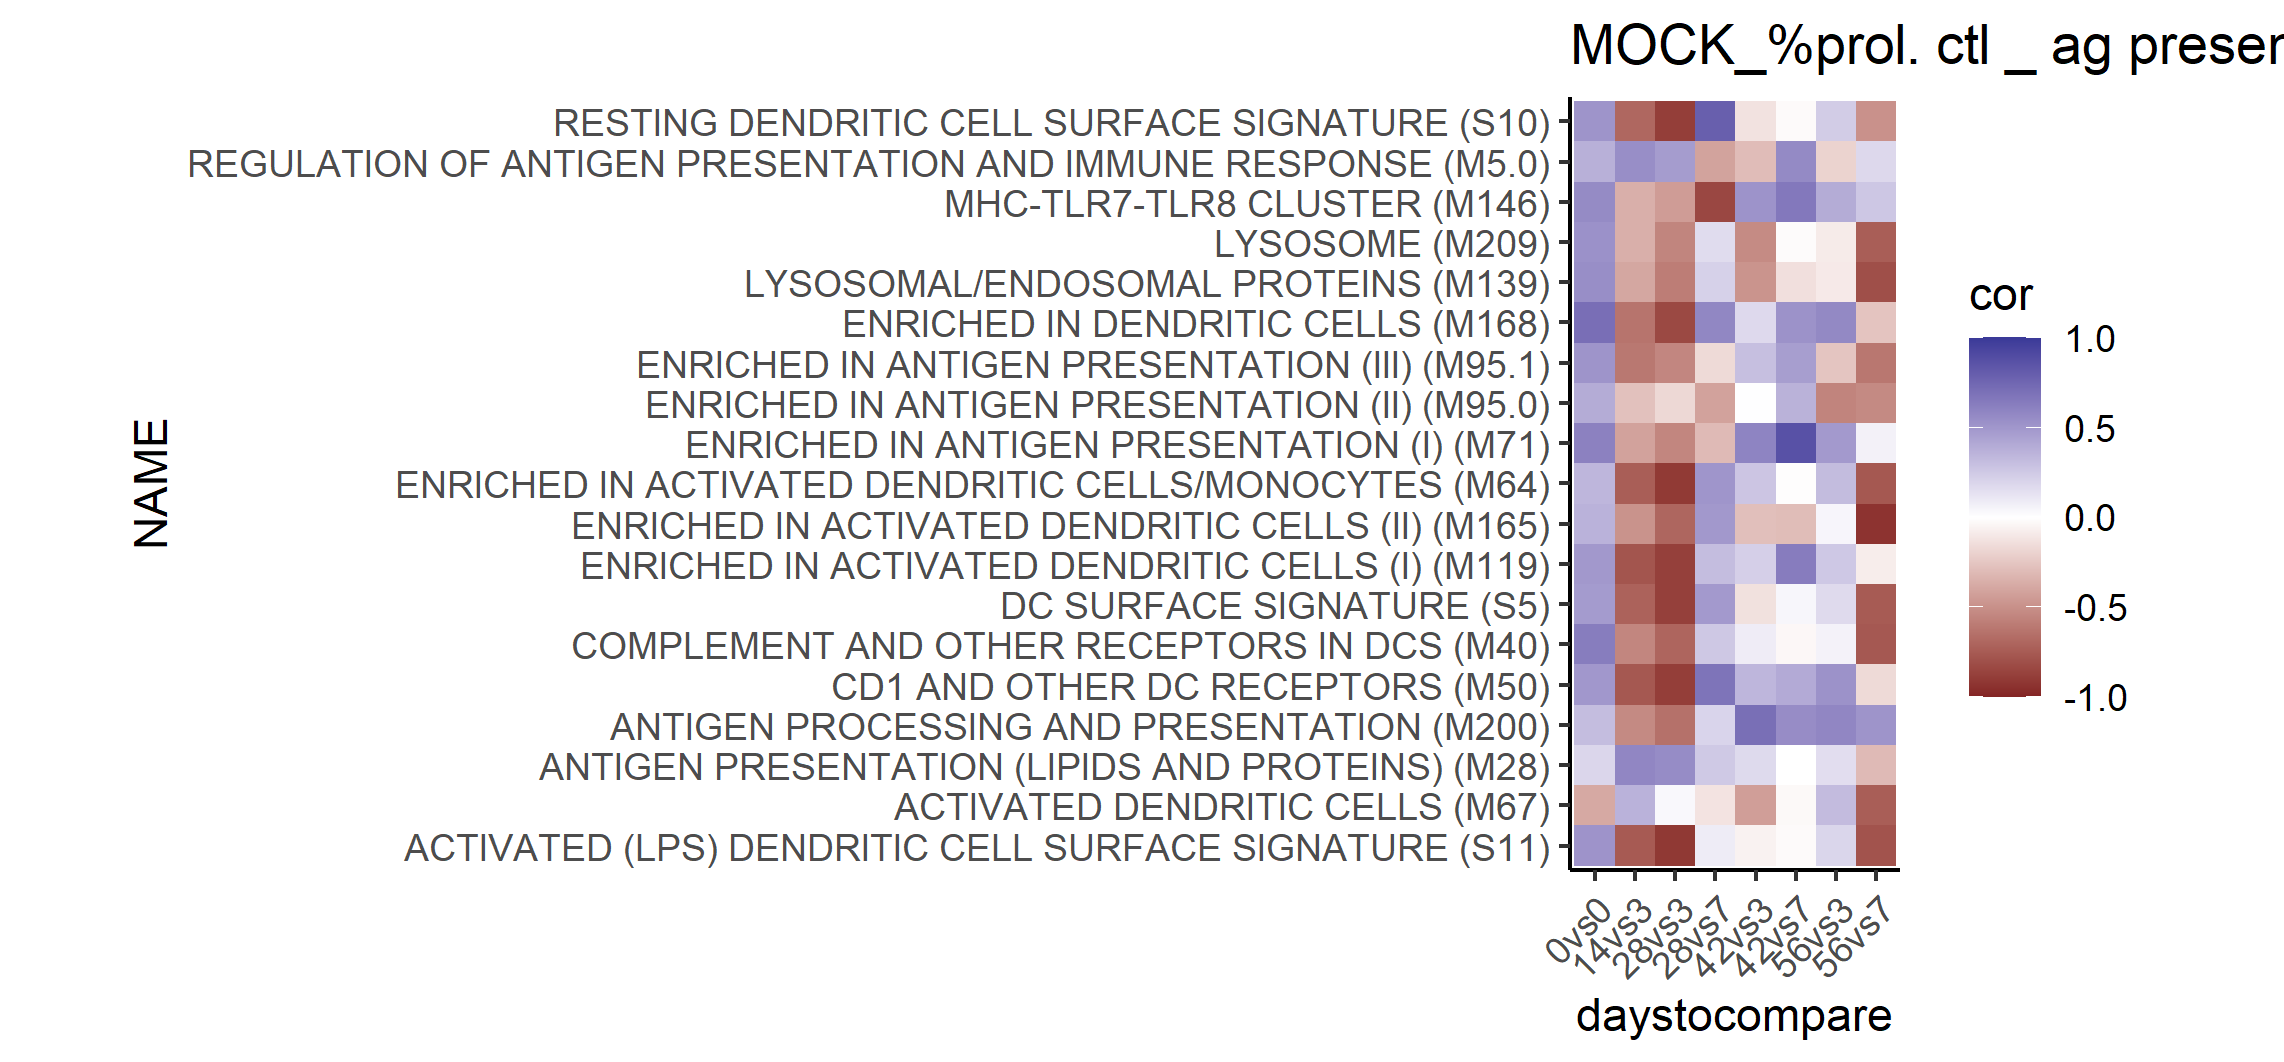 MOCK_%prol. ctl _ ag presen
RESTING DENDRITIC CELL SURFACE SIGNATURE (S10)
REGULATION OF ANTIGEN PRESENTATION AND IMMUNE RESPONSE (M5.0)
MHC-TLR7-TLR8 CLUSTER (M146)
LYSOSOME (M209)
LYSOSOMAL/ENDOSOMAL PROTEINS (M139)
ENRICHED IN DENDRITIC CELLS (M168)
ENRICHED IN ANTIGEN PRESENTATION (III) (M95.1)
ENRICHED IN ANTIGEN PRESENTATION (II) (M95.0)
ENRICHED IN ANTIGEN PRESENTATION (I) (M71)
ENRICHED IN ACTIVATED DENDRITIC CELLS/MONOCYTES (M64)
ENRICHED IN ACTIVATED DENDRITIC CELLS (II) (M165)
ENRICHED IN ACTIVATED DENDRITIC CELLS (I) (M119)
DC SURFACE SIGNATURE (S5)
COMPLEMENT AND OTHER RECEPTORS IN DCS (M40)
CD1 AND OTHER DC RECEPTORS (M50)
ANTIGEN PROCESSING AND PRESENTATION (M200)
ANTIGEN PRESENTATION (LIPIDS AND PROTEINS) (M28)
ACTIVATED DENDRITIC CELLS (M67)
ACTIVATED (LPS) DENDRITIC CELL SURFACE SIGNATURE (S11)
NAME
0vs0
14vs3
28vs3
28vs7
42vs3
42vs7
56vs3
56vs7
daystocompare
cor
1.0
0.5
0.0
-0.5
-1.0